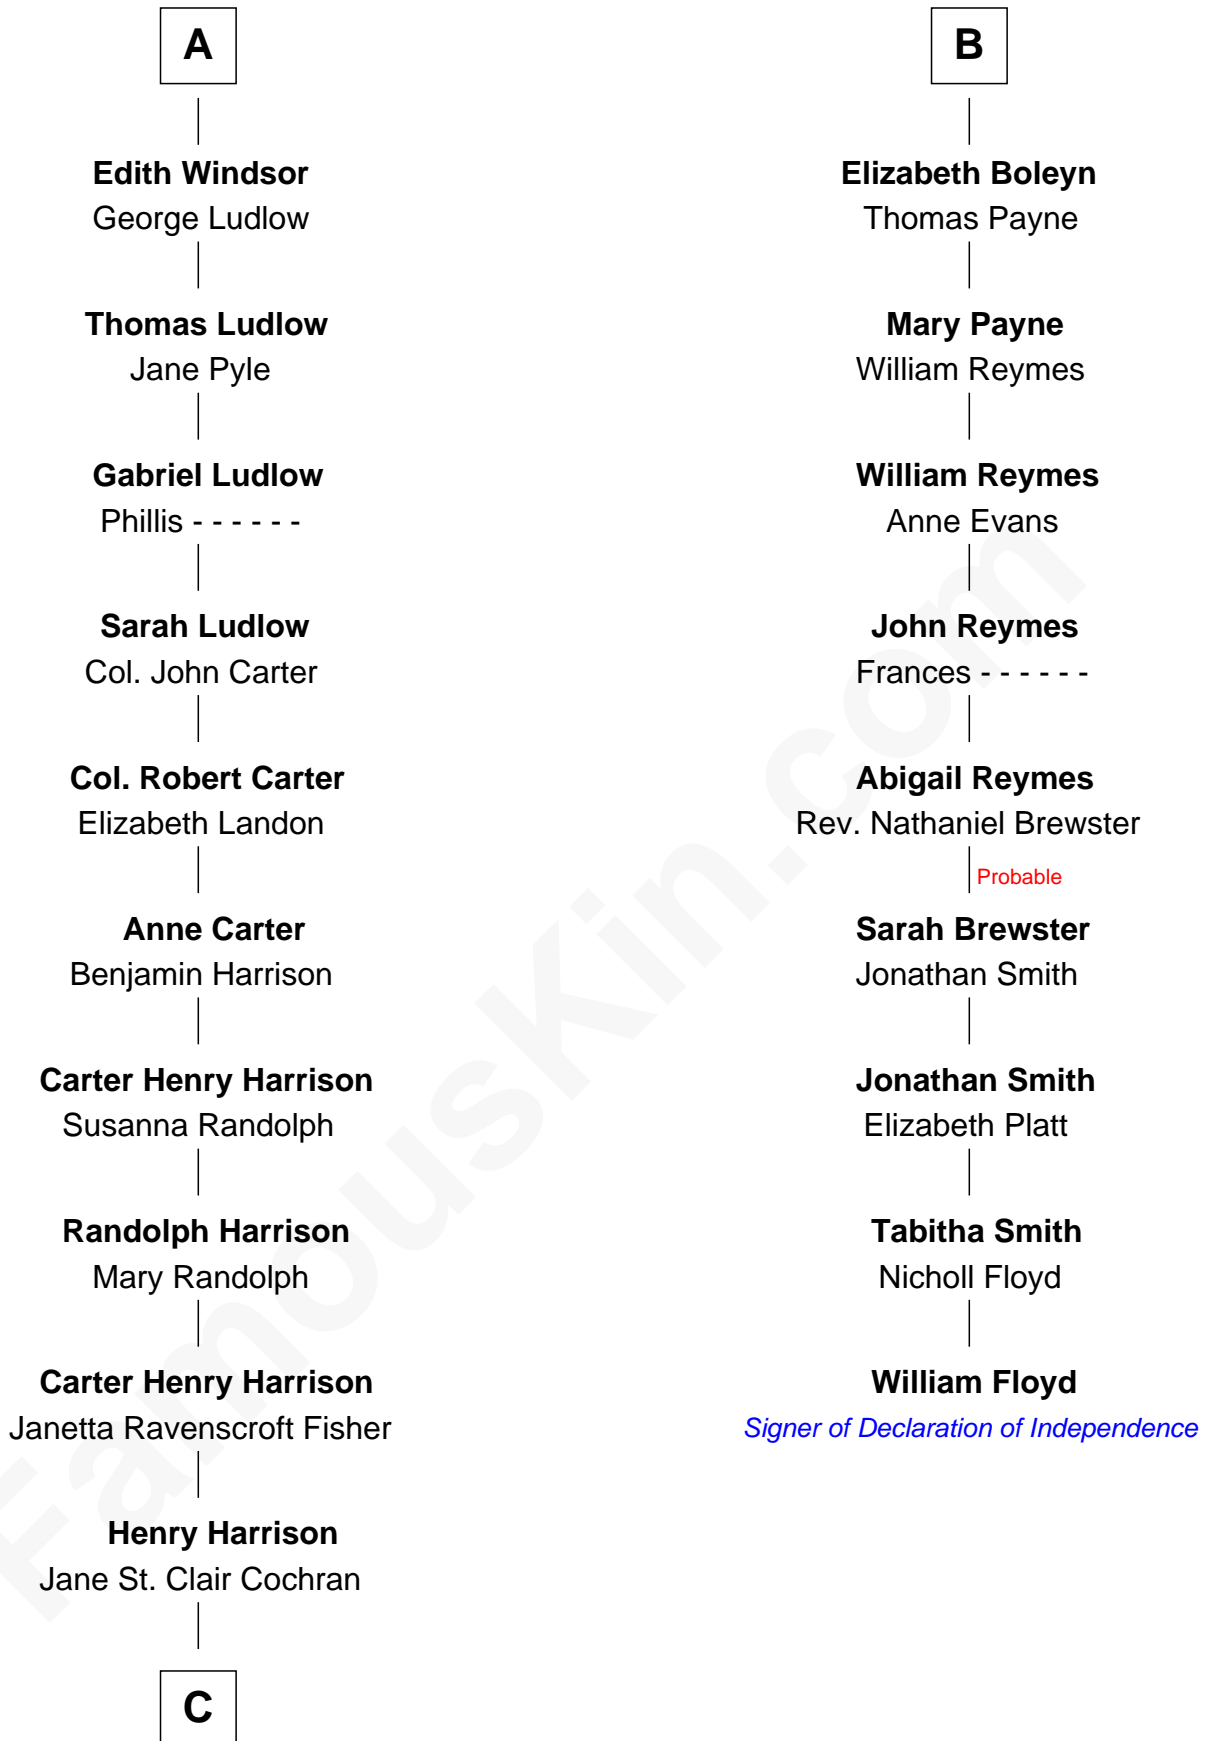 A
Edith Windsor
George Ludlow
Thomas Ludlow
Jane Pyle
Gabriel Ludlow
Phillis - - - - - -
Sarah Ludlow
Col. John Carter
Col. Robert Carter
Elizabeth Landon
Anne Carter
Benjamin Harrison
Carter Henry Harrison
Susanna Randolph
Randolph Harrison
Mary Randolph
Carter Henry Harrison
Janetta Ravenscroft Fisher
Henry Harrison
Jane St. Clair Cochran
C
B
Elizabeth Boleyn
Thomas Payne
Mary Payne
William Reymes
William Reymes
Anne Evans
John Reymes
Frances - - - - - -
Abigail Reymes
Rev. Nathaniel Brewster
Probable
Sarah Brewster
Jonathan Smith
Jonathan Smith
Elizabeth Platt
Tabitha Smith
Nicholl Floyd
William Floyd
Signer of Declaration of Independence
FamousKin.com